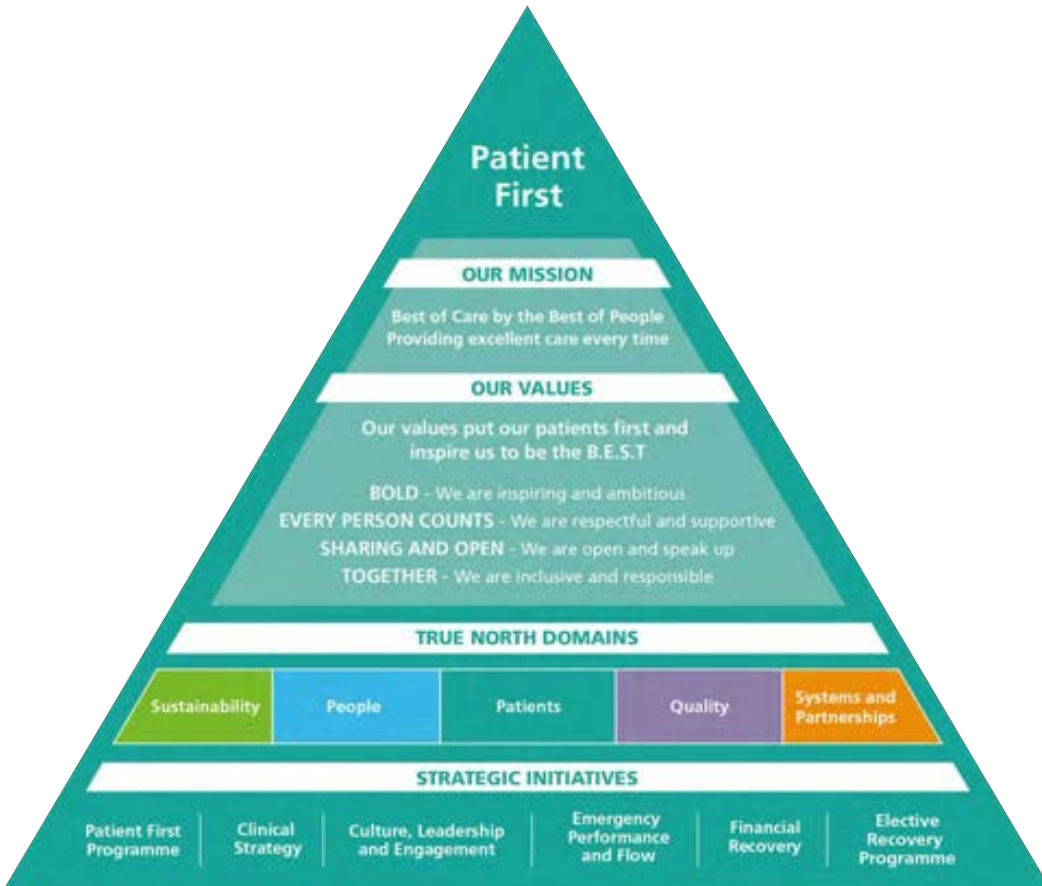 Patient
First
OUR MISSION
Best of Care by the Best of People
Providing excellent care every time
OUR VALUES
Our values put our patients first and
inspire us to be the B.E.S.T
BOLD - We are inspiring and ambitious
EVERY PERSON COUNTS - We are respectful and supportive
SHARING AND OPEN - We are open and speak up
TOGETHER - We are inclusive and responsible
TRUE NORTH DOMAINS
Sustainability
People
Patients
Quality
Systems and
Partnerships
STRATEGIC INITIATIVES
Patient First
Programme
Clinical
Strategy
Culture, Leadership
and Engagement
Emergency
Performance
and Flow
Financial
Recovery
Elective
Recovery
Programme